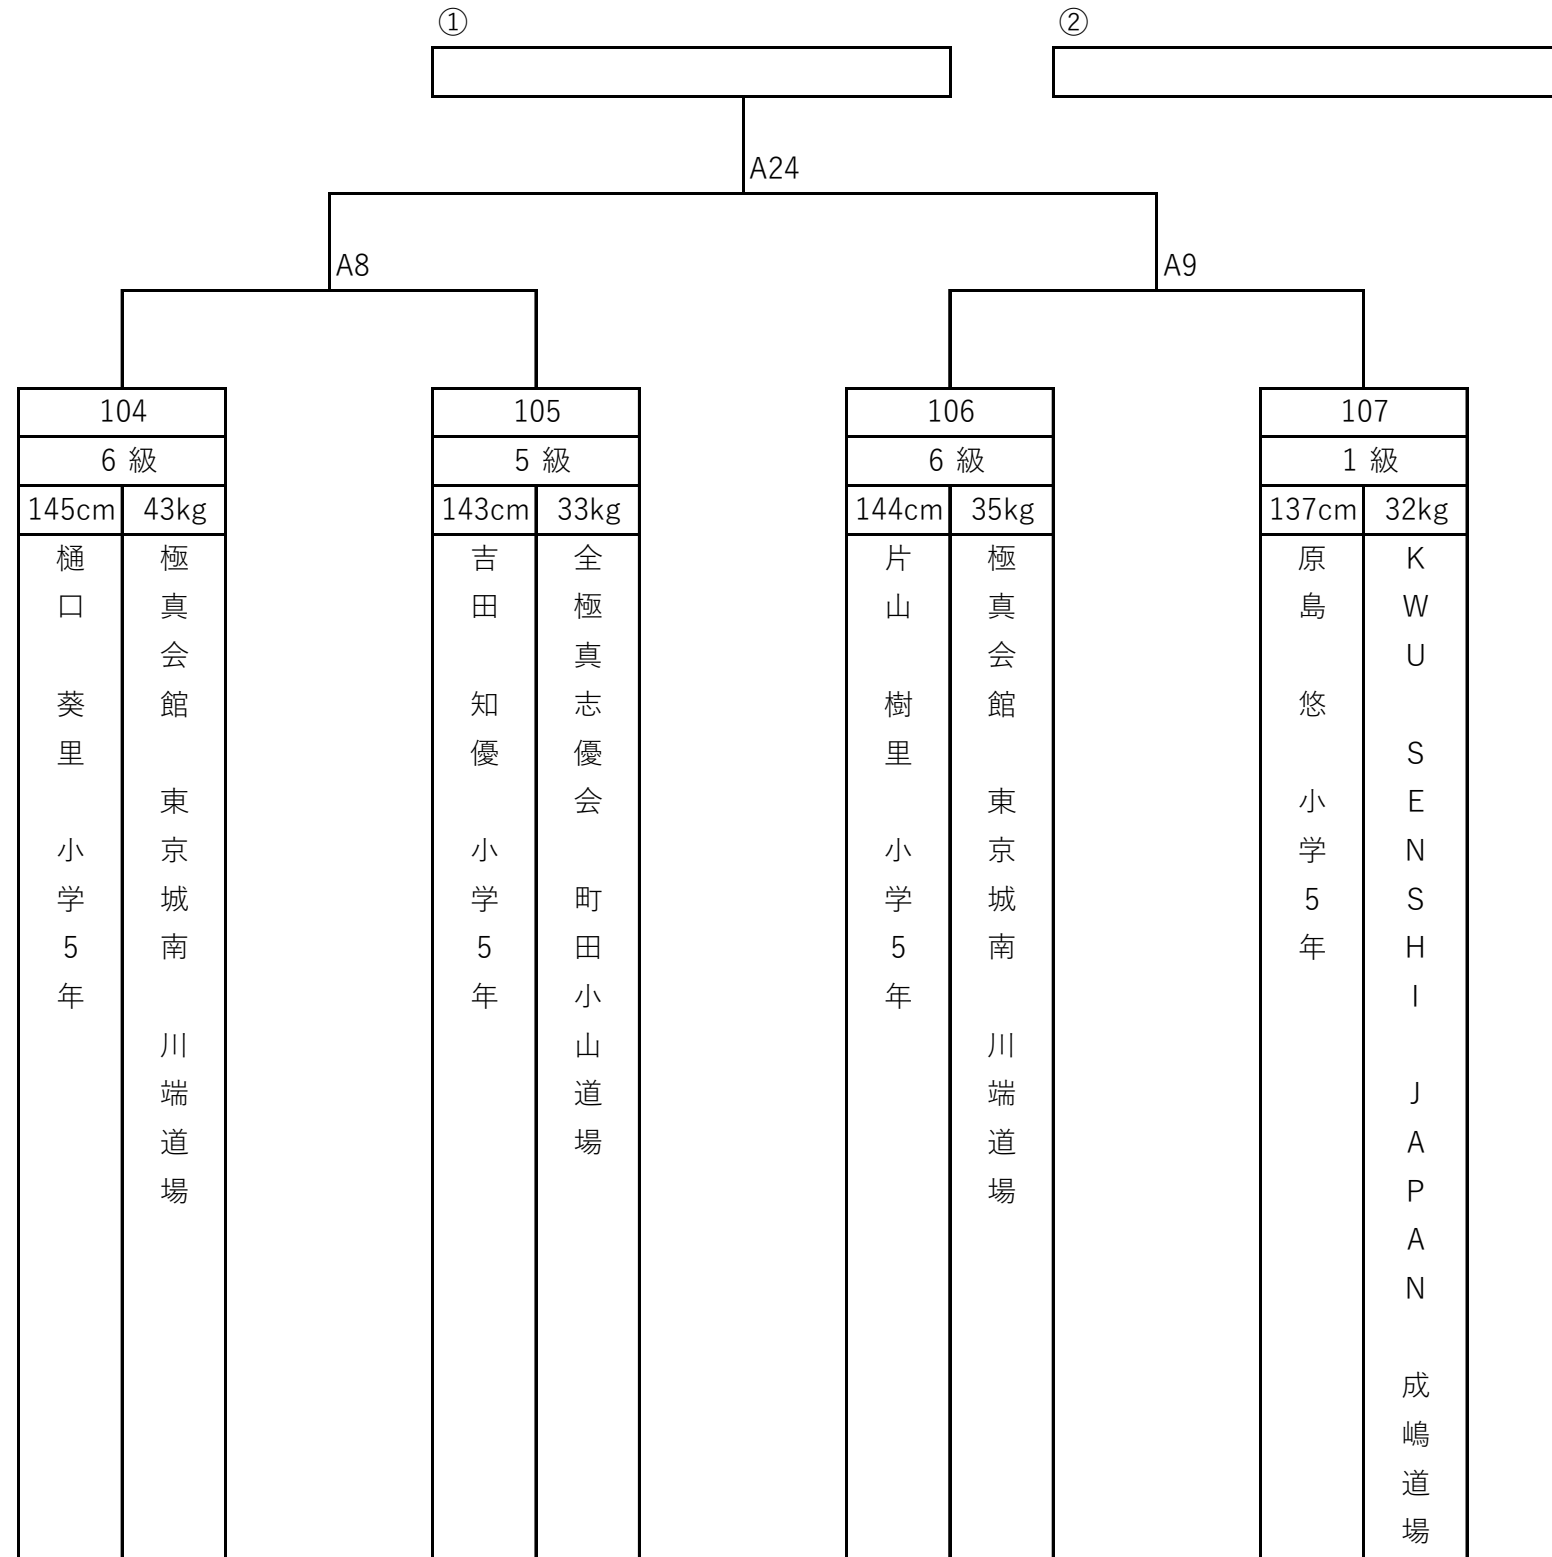 ①
②
A24
A8
A9
104
6 級
145cm
43kg
樋口　葵里　小学5年
極真会館　東京城南　川端道場
105
5 級
143cm
33kg
吉田　知優　小学5年
全極真志優会　町田小山道場
106
6 級
144cm
35kg
片山　樹里　小学5年
極真会館　東京城南　川端道場
107
1 級
137cm
32kg
原島　悠　小学5年
KWU SENSHI JAPAN 成嶋道場